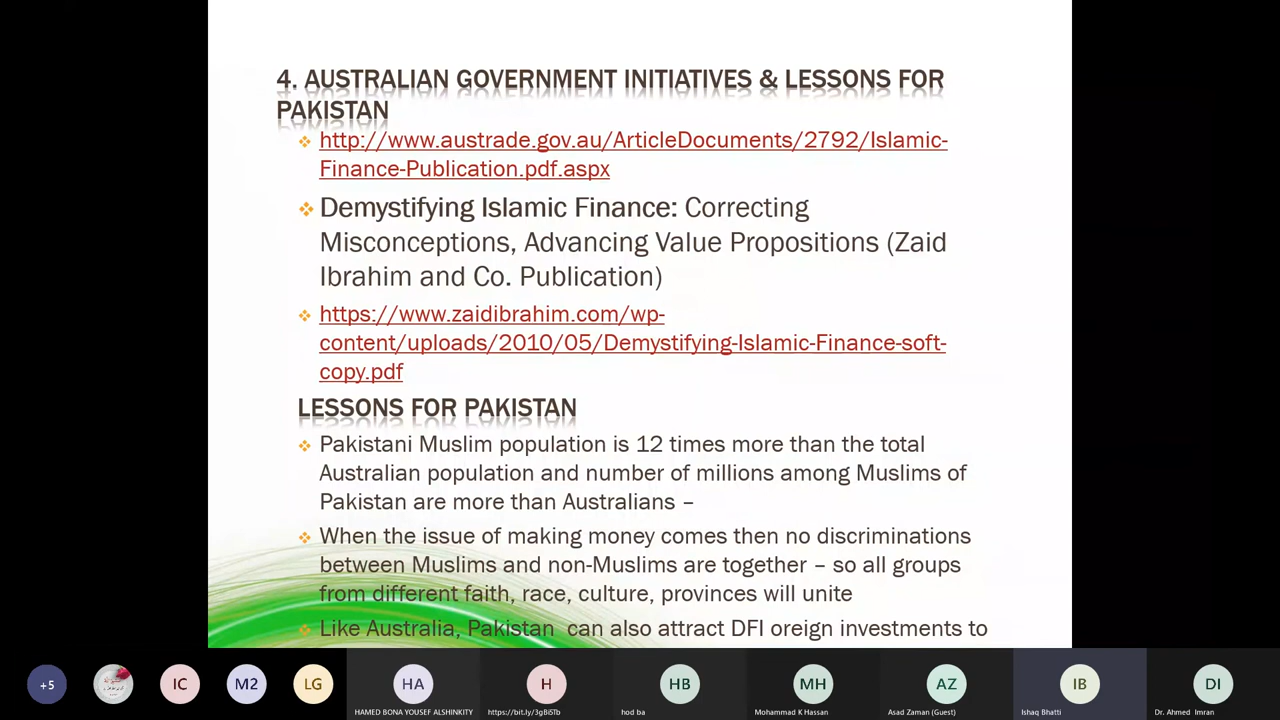 4. AUSTRALIAN GOVERNMENT INITIATIVES & LESSONS FOR
PAKISTAN
http://www.austrade.gov.au/ArticleDocuments/2792/Islamic-
Finance-Publication.pdf.aspx
Demystifying Islamic Finance: Correcting
Misconceptions, Advancing Value Propositions (Zaid
Ibrahim and Co. Publication)
https://www.zaidibrahim.com/wp-
content/uploads/2010/05/Demystifying-Islamic-Finance-soft-
copy.pdf
LESSONS FOR PAKISTAN
Pakistani Muslim population is 12 times more than the total
Australian population and number of millions among Muslims of
Pakistan are more than Australians –
When the issue of making money comes then no discriminations
between Muslims and non-Muslims are together – so all groups
from different faith, race, culture, provinces will unite
Like Australia, Pakistan can also attract DFI oreign investments to
+5 IC M2 LG HA H HB MH AZ IB DI
HAMED BONA YOUSEF ALSHINKITY https://bit.ly/3gBiSTb hod ba Mohammad K Hassan Asad Zaman (Guest) Ishaq Bhatti Dr. Ahmed Imran